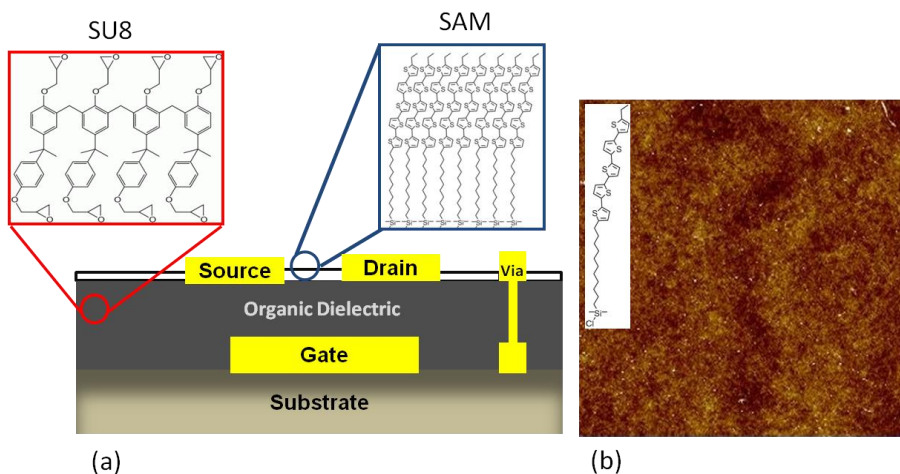 SU8
SAM
Source
Drain
Via
Organic Dielectric
Gate
Substrate
(a)
(b)